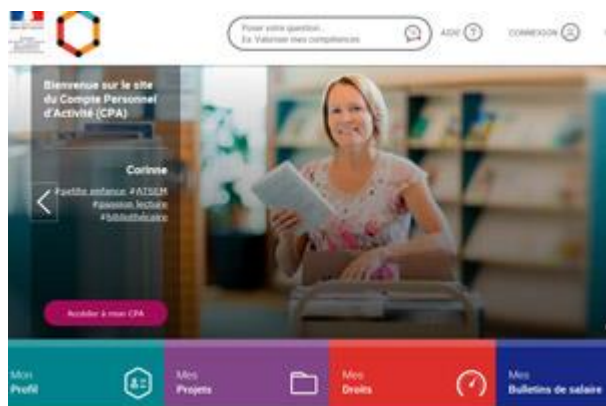 Poser votre question...
Ex: Valoriser mes compétences
AIDE ?
CONNEXION
Bienvenue sur le site
du Compte Personnel
d'Activité (CPA)
Corinne
#petite enfance #ATSEM
#passion lecture
#bibliothécaire
Accéder à mon CPA
Mon
Profil
Mes
Projets
Mes
Droits
Mes
Bulletins de salaire